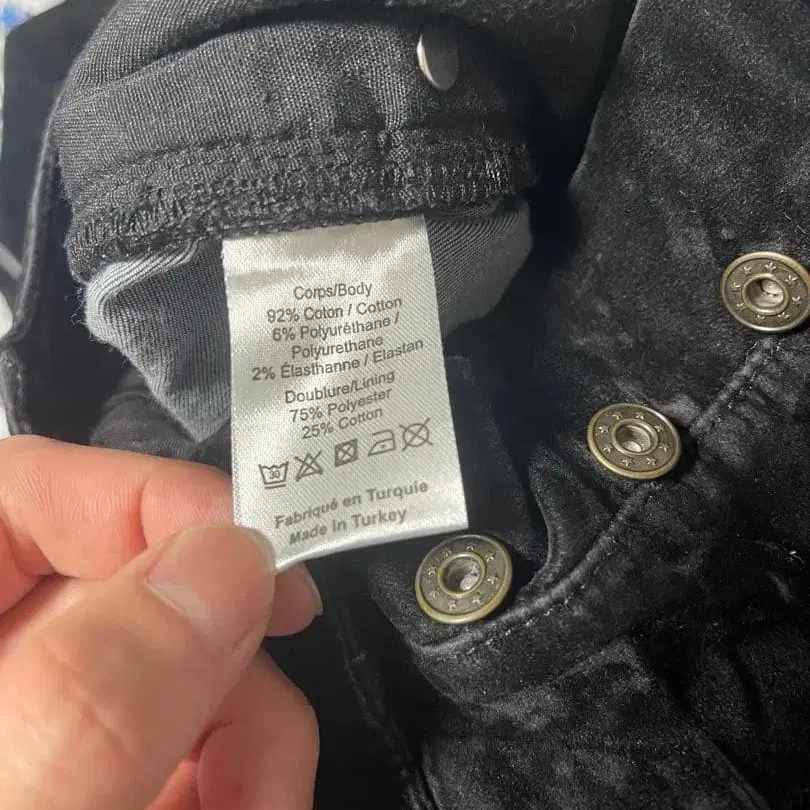 Corps/Body
92% Coton / Cotton
6% Polyuréthane /
Polyurethane
2% Élasthanne / Elastan
Doublure/Lining
75% Polyester
25% Cotton
30
Fabriqué en Turquie
Made In Turkey